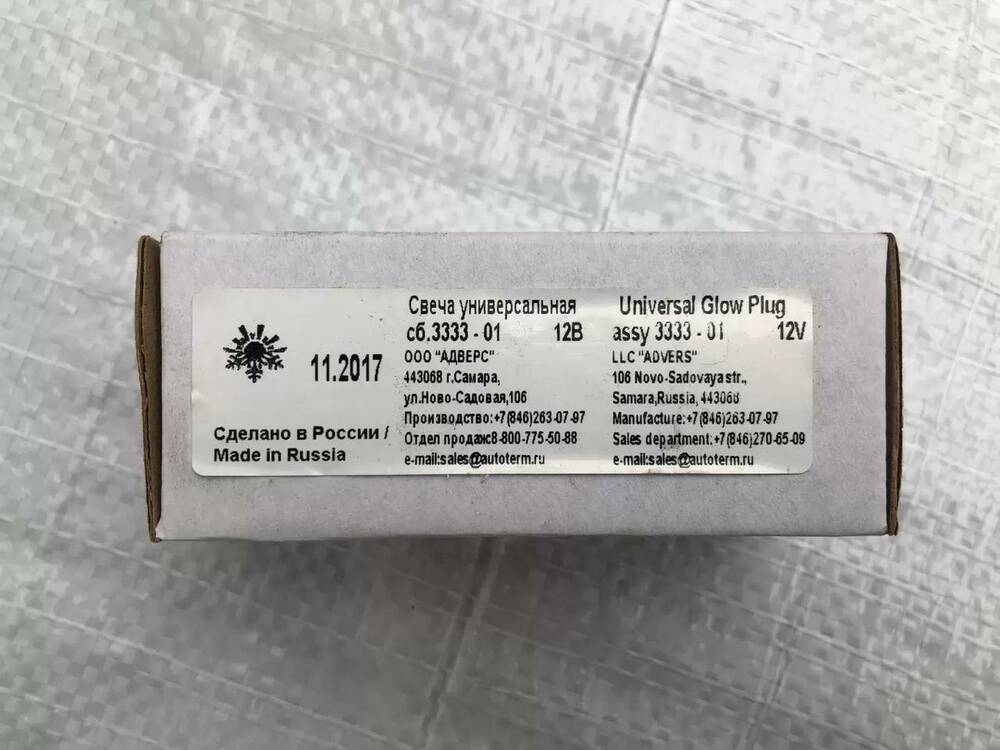 11.2017
Сделано в России /
Made in Russia
Свеча универсальная
сб.3333 - 01 12В
ООО "АДВЕРС"
443068 г.Самара,
ул.Ново-Садовая,106
Производство:+7(846)263-07-97
Отдел продаж:8-800-775-50-88
e-mail:sales@autoterm.ru
Universal Glow Plug
assy 3333 - 01 12V
LLC "ADVERS"
106 Novo-Sadovaya str.,
Samara,Russia, 443068
Manufacture:+7(846)263-07-97
Sales department:+7(846)270-65-09
e-mail:sales@autoterm.ru